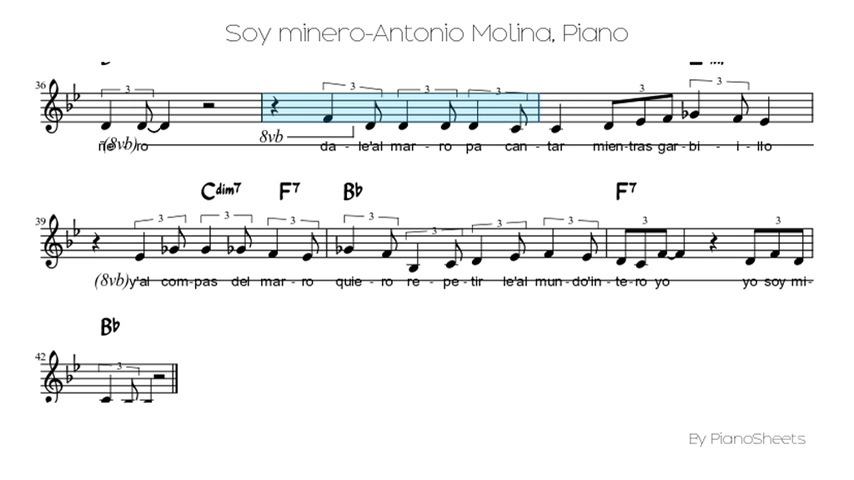 Soy minero-Antonio Molina, Piano
36 3 3 3 3 3 3
(8vb) ro 8vb da - le'al mar - ro pa can - tar mien-tras gar-bi - i - llo
Cdim7 F7 Bb F7
39 3 3 3 3 3 3 3 3 3
(8vb) y'al com-pas del mar - ro quie - ro re - pe - tir le'al mun-do'in-te-ro yo yo soy mi-
Bb
42 3
By PianoSheets